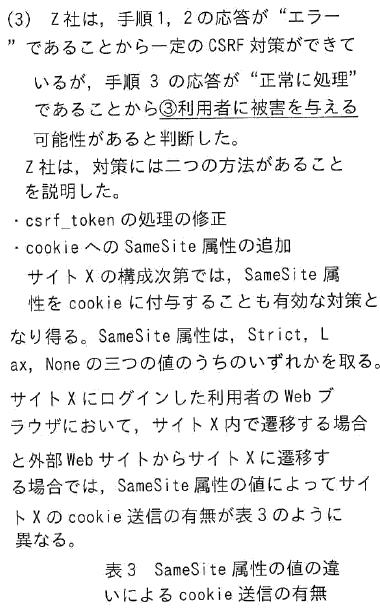 (3) Z社は，手順1，2の応答が“エラー
”であることから一定のCSRF対策ができて
いるが，手順 3 の応答が“正常に処理”
であることから③利用者に被害を与える
可能性があると判断した。
Z社は，対策には二つの方法があること
を説明した。
・csrf_tokenの処理の修正
・cookieへのSameSite属性の追加
サイトXの構成次第では，SameSite属
性をcookieに付与することも有効な対策と
なり得る。SameSite属性は，Strict，L
ax，Noneの三つの値のうちのいずれかを取る。
サイトXにログインした利用者のWebブ
ラウザにおいて，サイトX内で遷移する場合
と外部WebサイトからサイトXに遷移す
る場合では，SameSite属性の値によってサイ
トXのcookie送信の有無が表3のように
異なる。
表3 SameSite属性の値の違
いによるcookie送信の有無